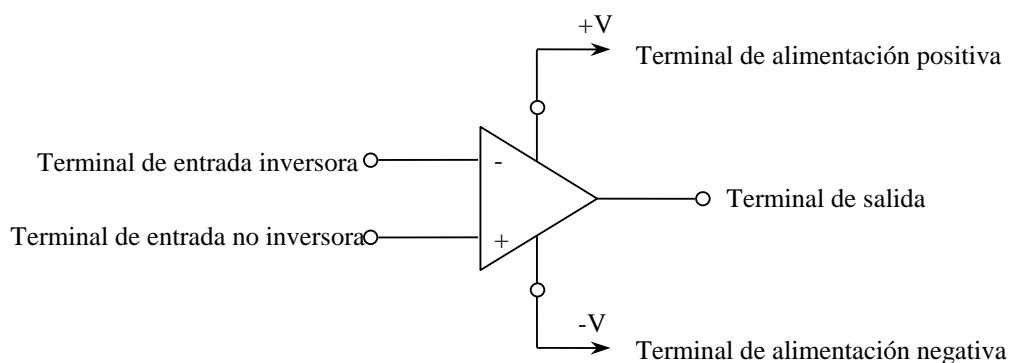 +V
Terminal de alimentación positiva
Terminal de entrada inversora
-
Terminal de salida
Terminal de entrada no inversora
+
-V
Terminal de alimentación negativa